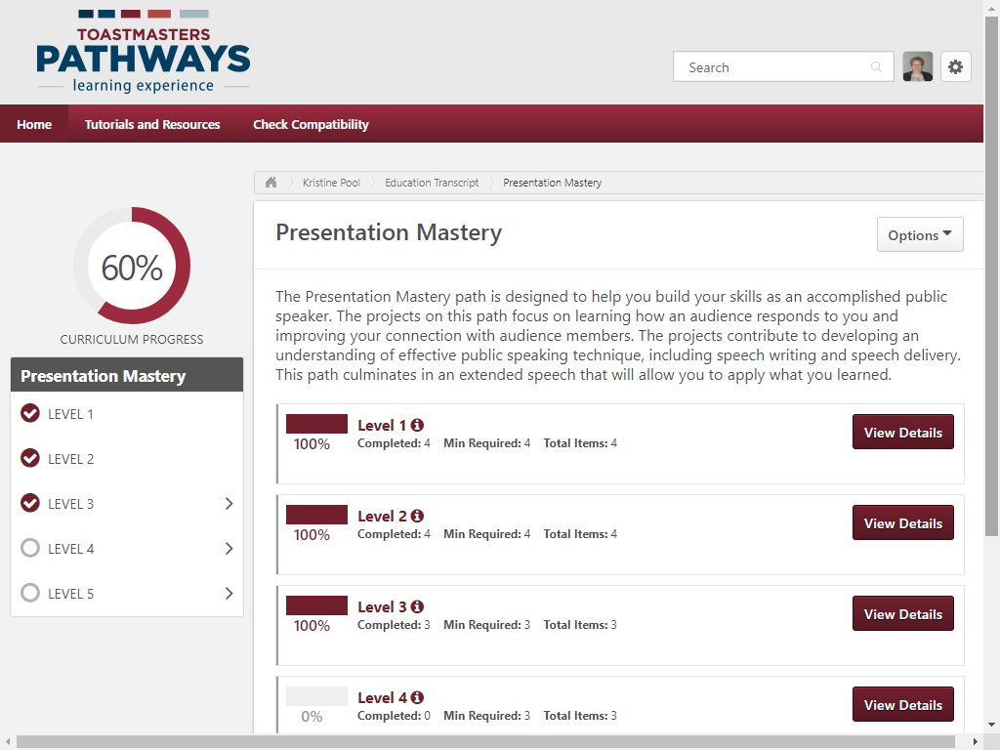 TOASTMASTERS
PATHWAYS
learning experience
Search
Home
Tutorials and Resources
Check Compatibility
Kristine Pool
Education Transcript
Presentation Mastery
60%
CURRICULUM PROGRESS
Presentation Mastery
LEVEL 1
LEVEL 2
LEVEL 3
LEVEL 4
LEVEL 5
Presentation Mastery
Options
The Presentation Mastery path is designed to help you build your skills as an accomplished public
speaker. The projects on this path focus on learning how an audience responds to you and
improving your connection with audience members. The projects contribute to developing an
understanding of effective public speaking technique, including speech writing and speech delivery.
This path culminates in an extended speech that will allow you to apply what you learned.
Level 1
100%
Completed: 4 Min Required: 4 Total Items: 4
View Details
Level 2
100%
Completed: 4 Min Required: 4 Total Items: 4
View Details
Level 3
100%
Completed: 3 Min Required: 3 Total Items: 3
View Details
Level 4
0%
Completed: 0 Min Required: 3 Total Items: 3
View Details